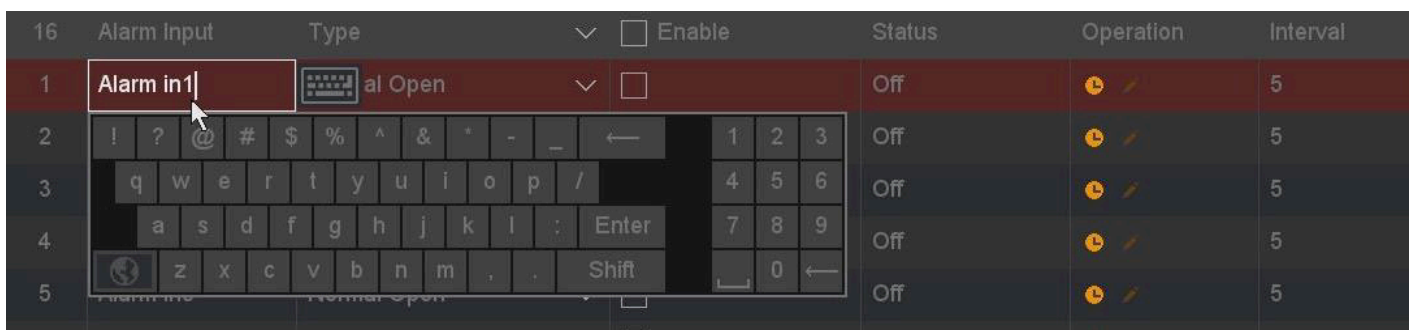 16 Alarm Input Type Enable Status Operation Interval
1 Alarm in1 al Open Off 5
2 ! ? @ # $ % ^ & * - _ ← 1 2 3 Off 5
3 q w e r t y u i o p / 4 5 6 Off 5
4 a s d f g h j k l : Enter 7 8 9 Off 5
z x c v b n m , . Shift 0 ←
5 Normal Open Off 5